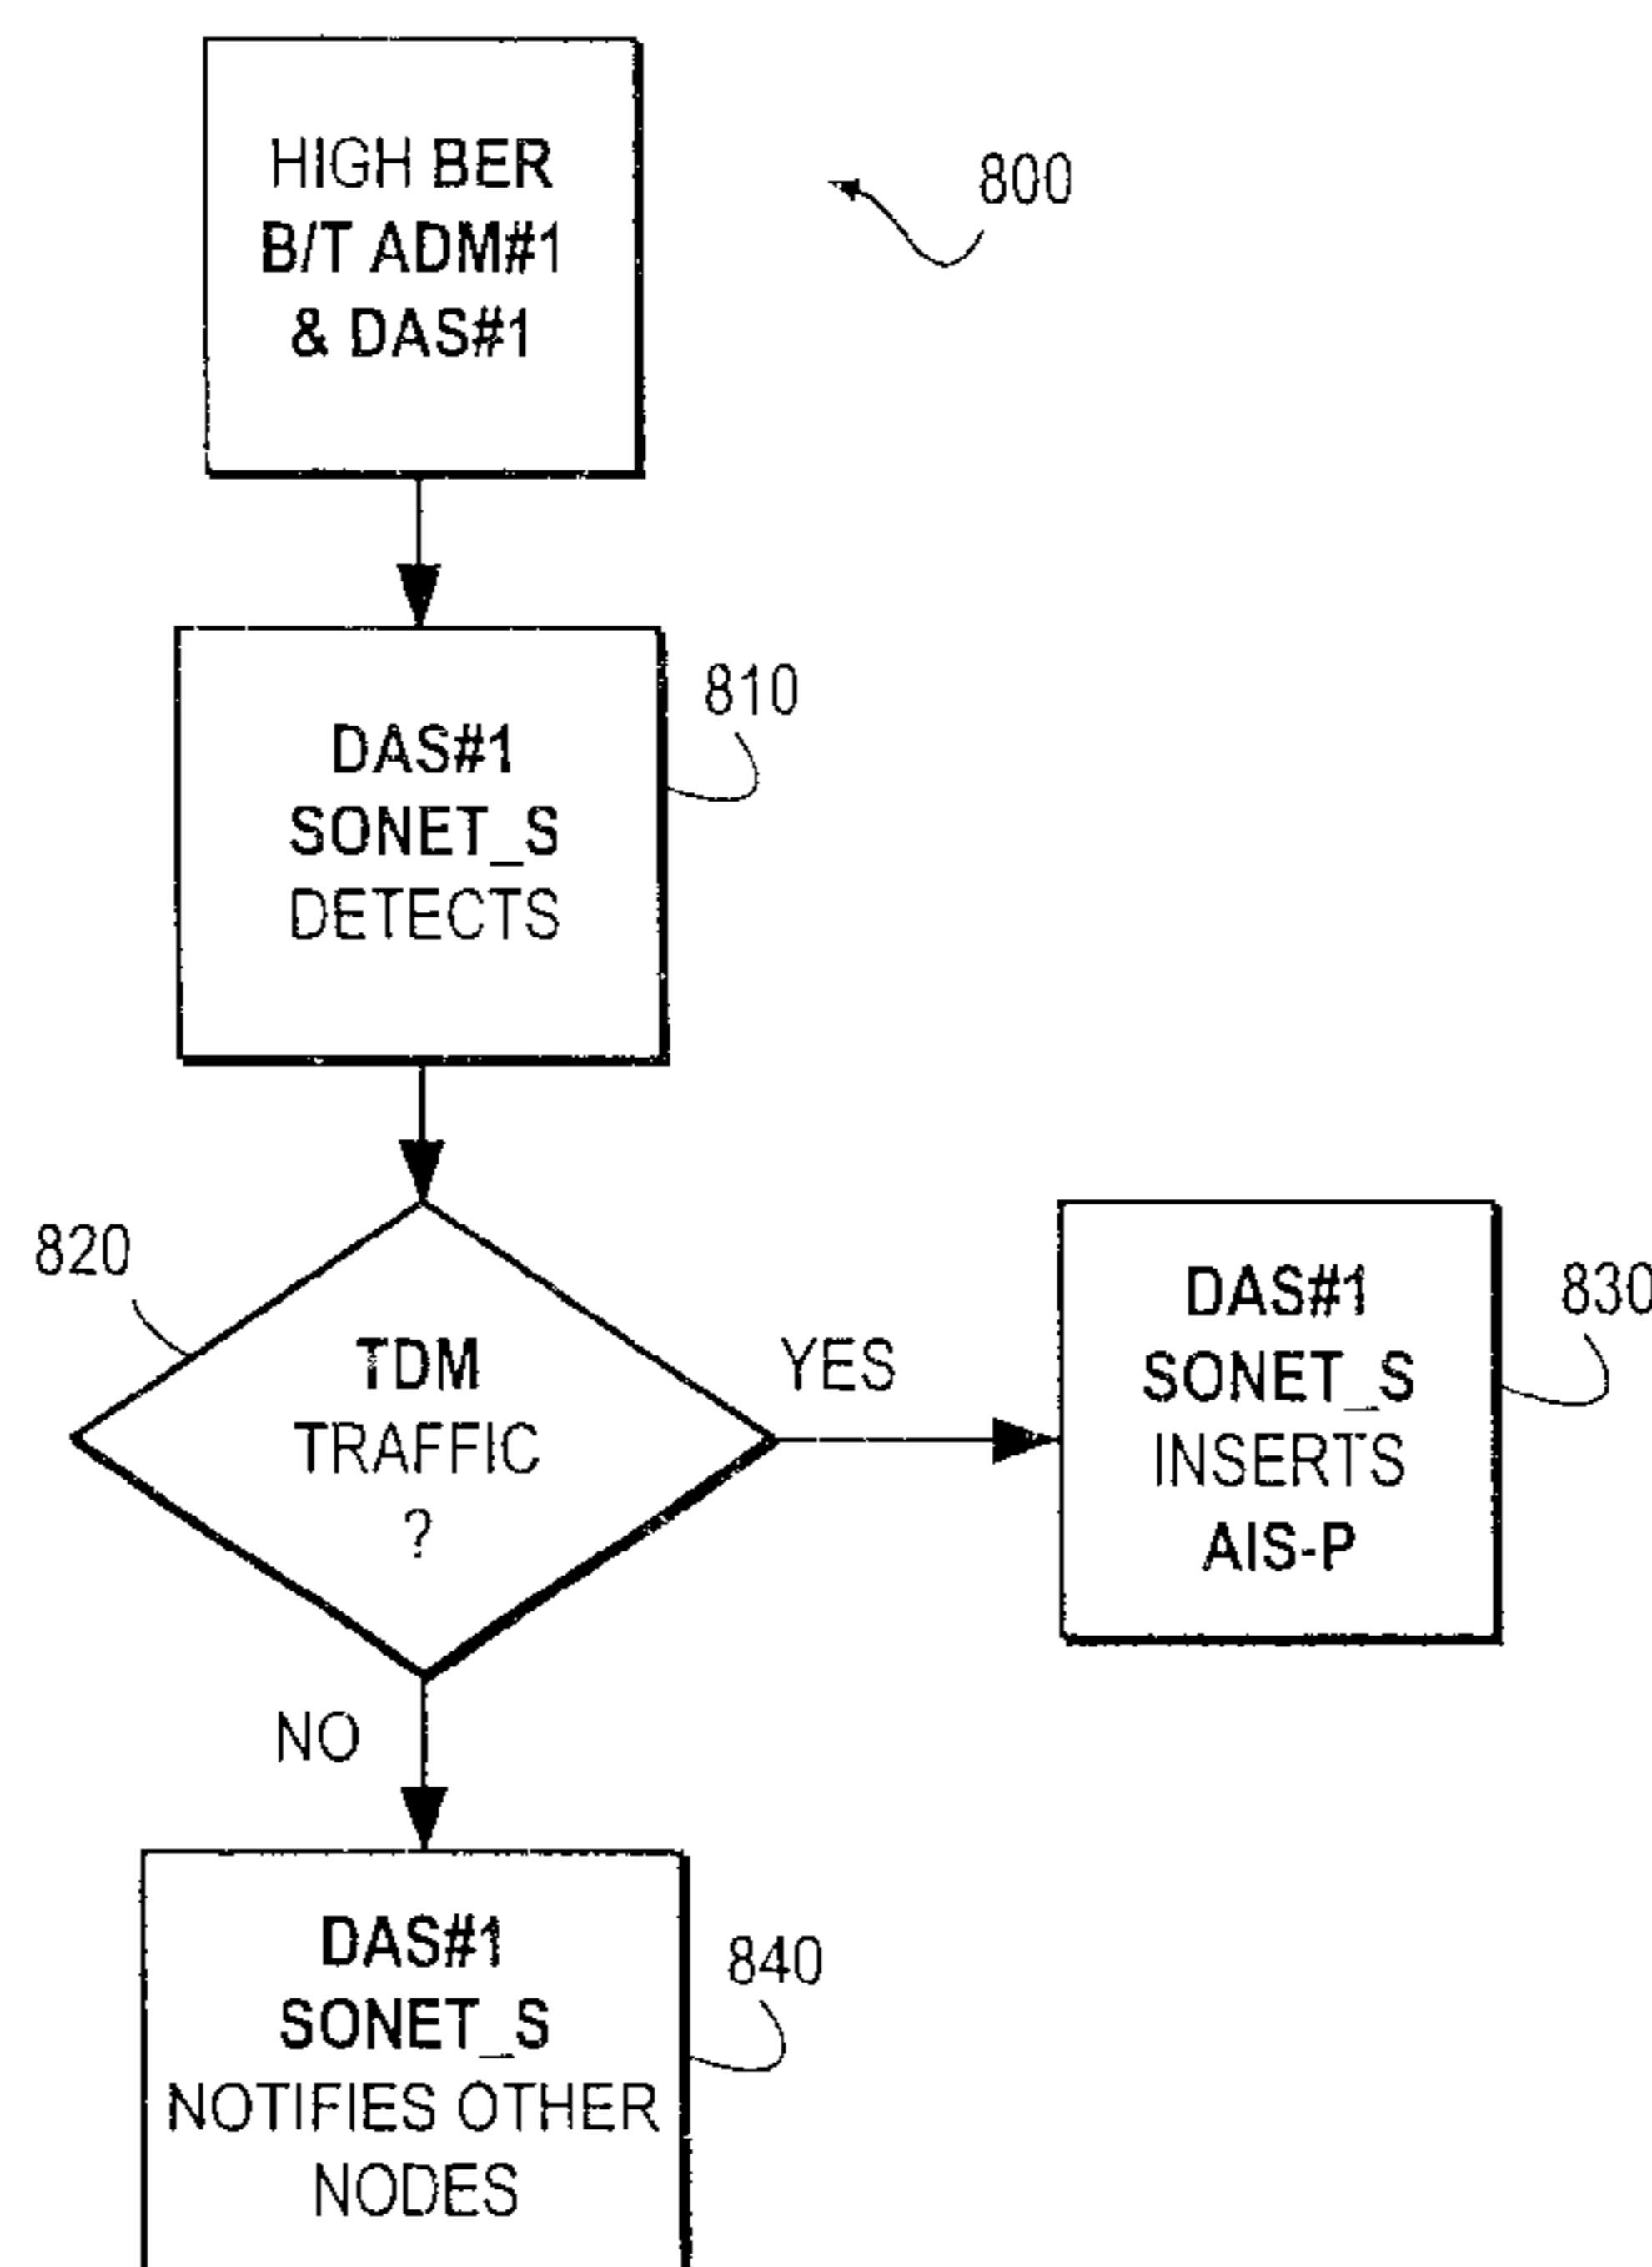 HIGH BER
B/T ADM#1
& DAS#1
800
DAS#1
SONET_S
DETECTS
810
820
TDM
TRAFFIC
?
YES
DAS#1
SONET_S
INSERTS
AIS-P
830
NO
DAS#1
SONET_S
NOTIFIES OTHER
NODES
840